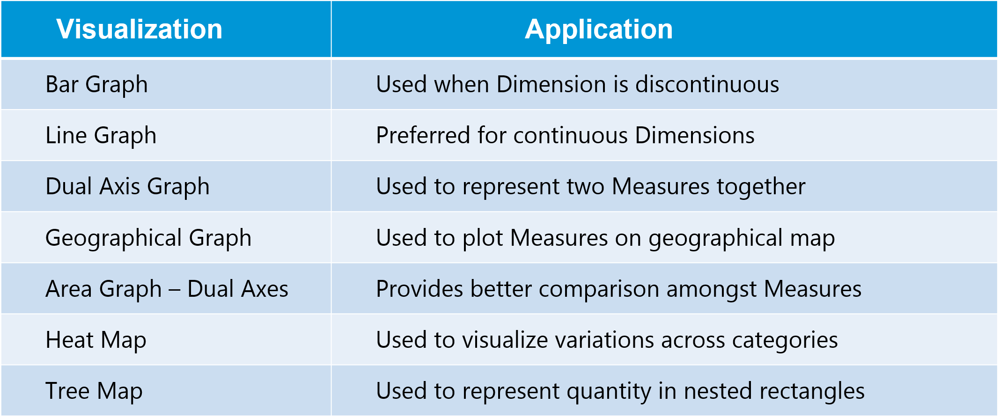 Visualization Application
Bar Graph Used when Dimension is discontinuous
Line Graph Preferred for continuous Dimensions
Dual Axis Graph Used to represent two Measures together
Geographical Graph Used to plot Measures on geographical map
Area Graph – Dual Axes Provides better comparison amongst Measures
Heat Map Used to visualize variations across categories
Tree Map Used to represent quantity in nested rectangles